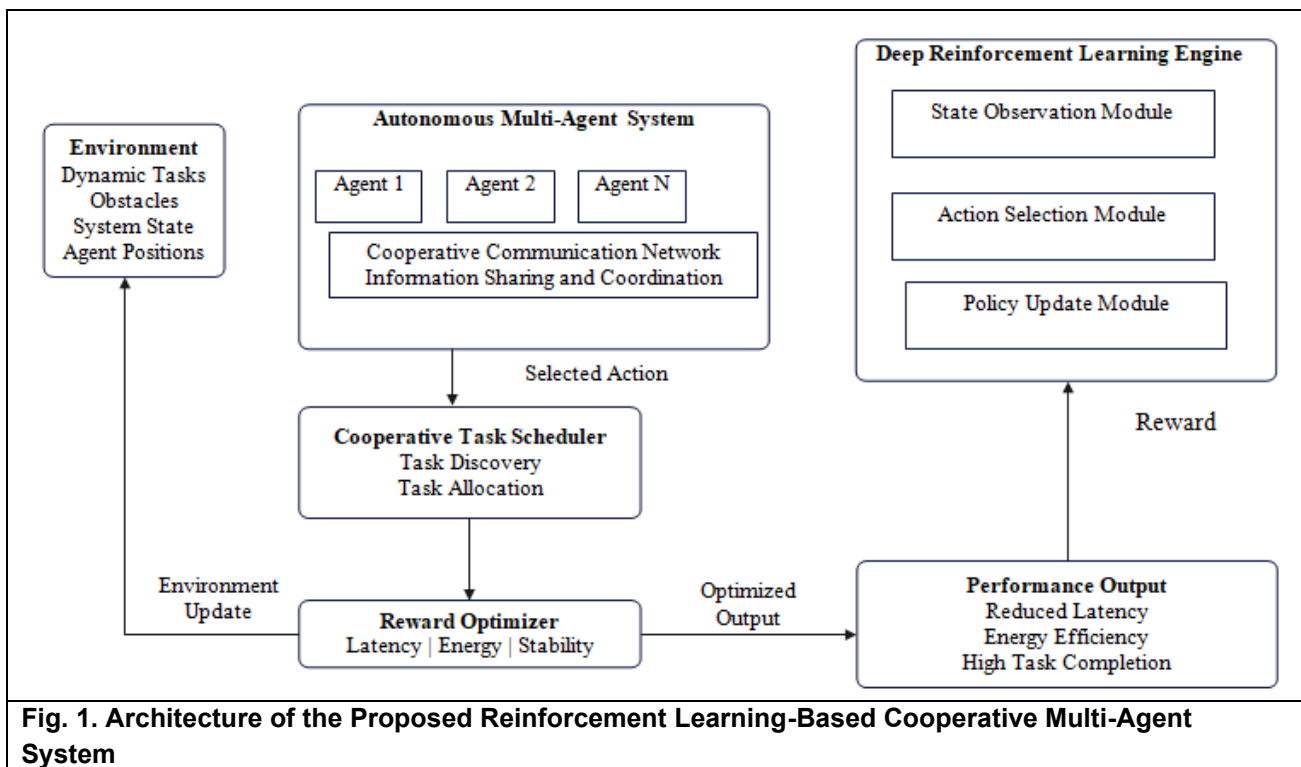 Environment
Dynamic Tasks
Obstacles
System State
Agent Positions
Autonomous Multi-Agent System
Agent 1
Agent 2
Agent N
Cooperative Communication Network
Information Sharing and Coordination
Deep Reinforcement Learning Engine
State Observation Module
Action Selection Module
Policy Update Module
Selected Action
Cooperative Task Scheduler
Task Discovery
Task Allocation
Reward
Environment
Update
Reward Optimizer
Latency | Energy | Stability
Optimized
Output
Performance Output
Reduced Latency
Energy Efficiency
High Task Completion
Fig. 1. Architecture of the Proposed Reinforcement Learning-Based Cooperative Multi-Agent
System